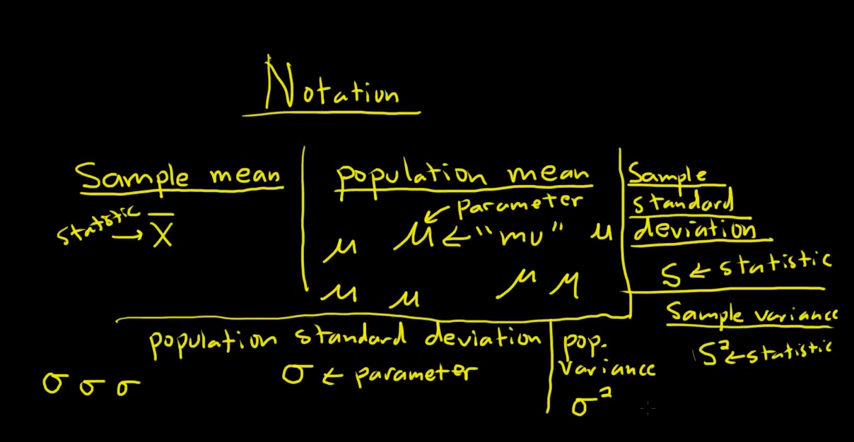 Notation
Sample mean
statistic → x̄
population mean
← parameter
μ μ ← "mu" μ
μ μ μ μ
Sample
standard
deviation
S ← statistic
Sample variance
S² ← statistic
population standard deviation
σ ← parameter
σ σ σ
pop.
variance
σ²